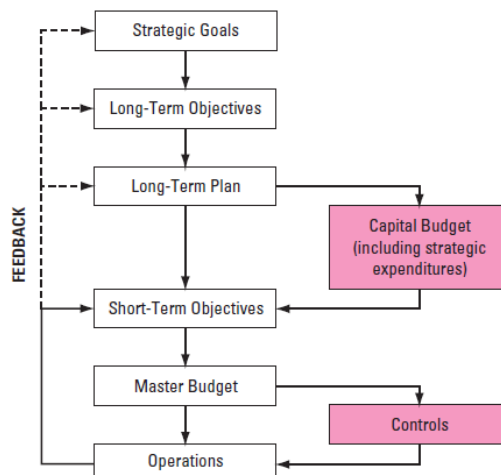 Strategic Goals
Long-Term Objectives
Long-Term Plan
Capital Budget
(including strategic
expenditures)
FEEDBACK
Short-Term Objectives
Master Budget
Controls
Operations